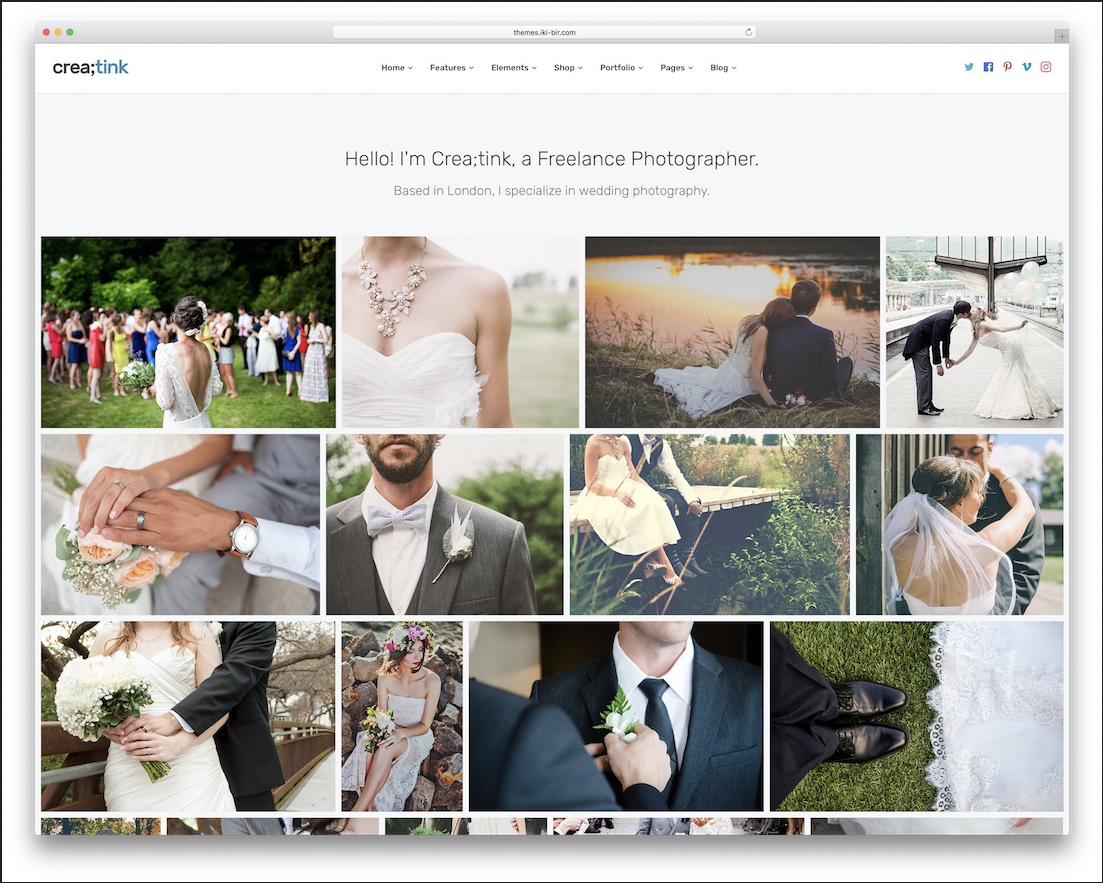 themes.iki-bir.com
crea;tink
Home Features Elements Shop Portfolio Pages Blog
Hello! I'm Crea;tink, a Freelance Photographer.
Based in London, I specialize in wedding photography.